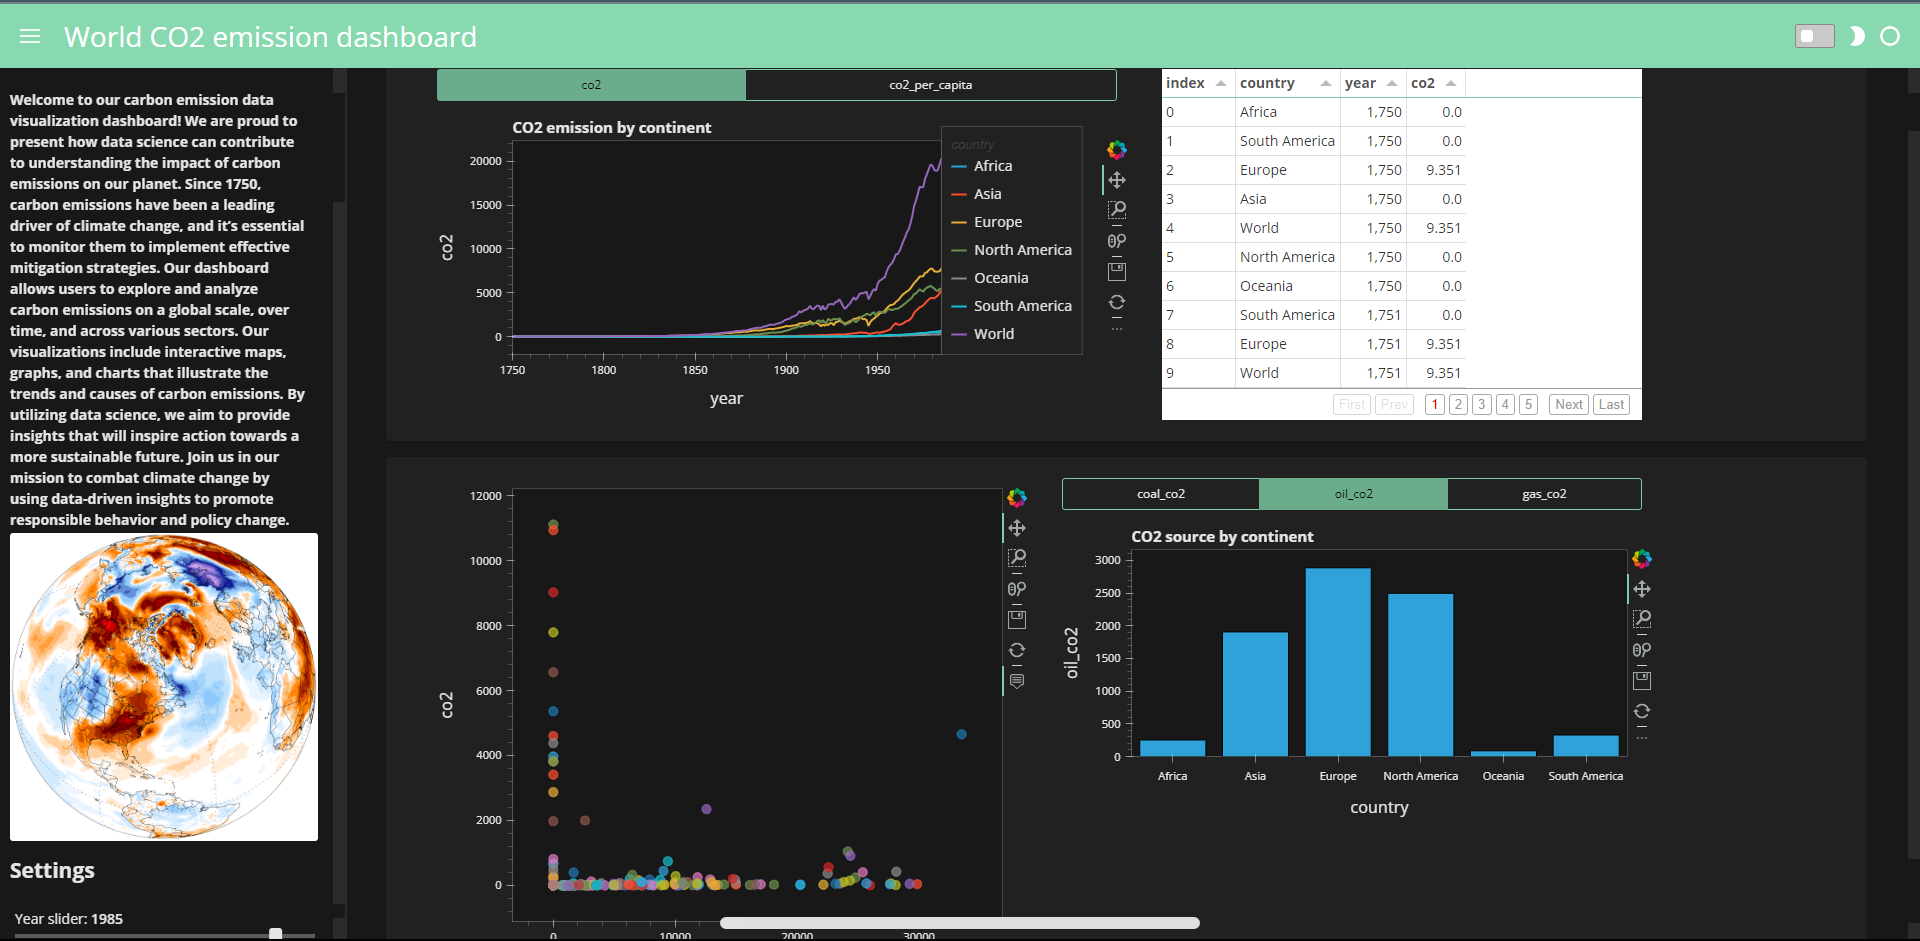 World CO2 emission dashboard
Welcome to our carbon emission data
visualization dashboard! We are proud to
present how data science can contribute
to understanding the impact of carbon
emissions on our planet. Since 1750,
carbon emissions have been a leading
driver of climate change, and it's essential
to monitor them to implement effective
mitigation strategies. Our dashboard
allows users to explore and analyze
carbon emissions on a global scale, over
time, and across various sectors. Our
visualizations include interactive maps,
graphs, and charts that illustrate the
trends and causes of carbon emissions. By
utilizing data science, we aim to provide
insights that will inspire action towards a
more sustainable future. Join us in our
mission to combat climate change by
using data-driven insights to promote
responsible behavior and policy change.
Settings
Year slider: 1985
co2 co2_per_capita
CO2 emission by continent
co2
20000
15000
10000
5000
0
1750 1800 1850 1900 1950
year
country
Africa
Asia
Europe
North America
Oceania
South America
World
index country year co2
0 Africa 1,750 0.0
1 South America 1,750 0.0
2 Europe 1,750 9.351
3 Asia 1,750 0.0
4 World 1,750 9.351
5 North America 1,750 0.0
6 Oceania 1,750 0.0
7 South America 1,751 0.0
8 Europe 1,751 9.351
9 World 1,751 9.351
First Prev 1 2 3 4 5 Next Last
co2
12000
10000
8000
6000
4000
2000
0
0 10000 20000 30000
coal_co2 oil_co2 gas_co2
CO2 source by continent
oil_co2
3000
2500
2000
1500
1000
500
0
Africa Asia Europe North America Oceania South America
country